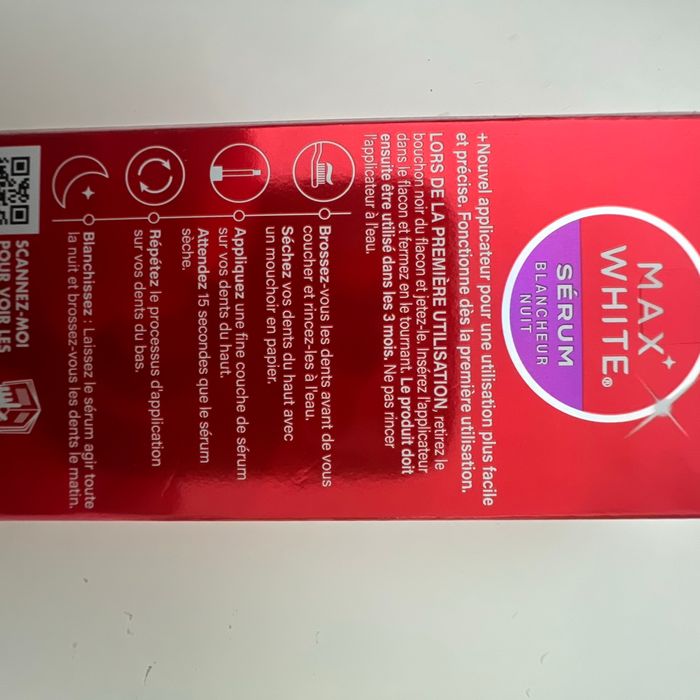 MAX
WHITE®
SÉRUM
BLANCHEUR
NUIT
+Nouvel applicateur pour une utilisation plus facile
et précise. Fonctionne dès la première utilisation.
LORS DE LA PREMIÈRE UTILISATION, retirez le
bouchon noir du flacon et jetez-le. Insérez l'applicateur
dans le flacon et fermez en le tournant. Le produit doit
ensuite être utilisé dans les 3 mois. Ne pas rincer
l'applicateur à l'eau.
Brossez-vous les dents avant de vous
coucher et rincez-les à l'eau.
Séchez vos dents du haut avec
un mouchoir en papier.
Appliquez une fine couche de sérum
sur vos dents du haut.
Attendez 15 secondes que le sérum
sèche.
Répétez le processus d'application
sur vos dents du bas.
Blanchissez : Laissez le sérum agir toute
la nuit et brossez-vous les dents le matin.
SCANNEZ-MOI
POUR VOIR LES